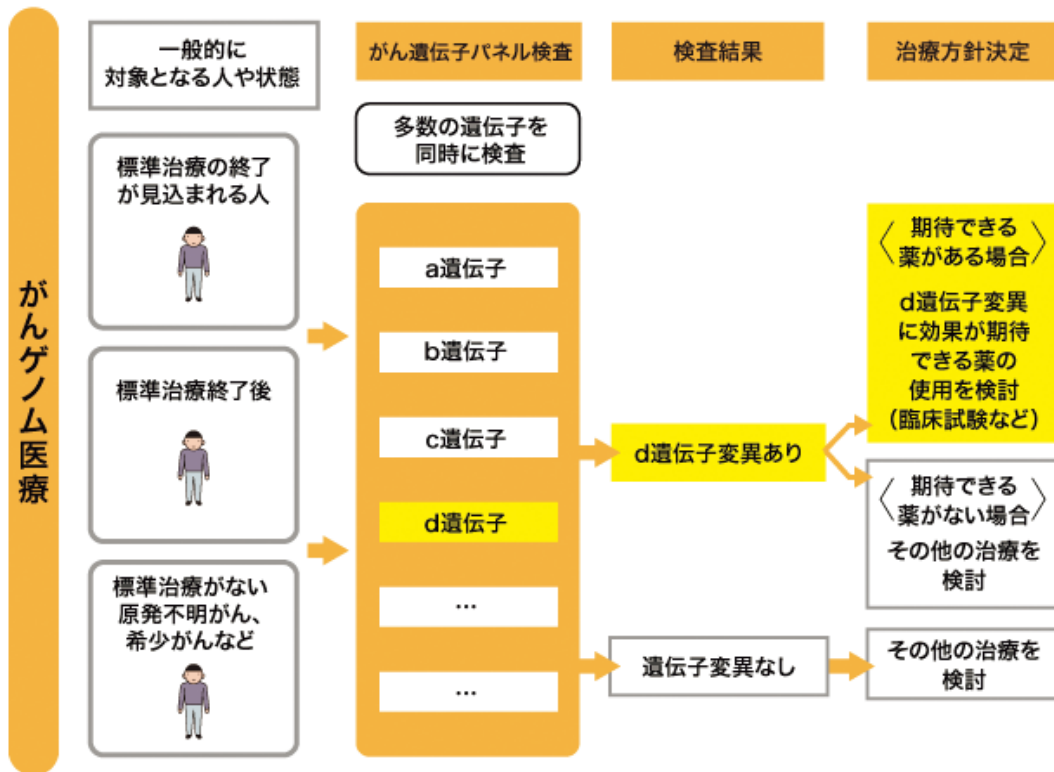 がんゲノム医療
一般的に
対象となる人や状態
標準治療の終了
が見込まれる人
標準治療終了後
標準治療がない
原発不明がん、
希少がんなど
がん遺伝子パネル検査
多数の遺伝子を
同時に検査
a遺伝子
b遺伝子
c遺伝子
d遺伝子
…
…
検査結果
d遺伝子変異あり
遺伝子変異なし
治療方針決定
〈期待できる
薬がある場合〉
d遺伝子変異
に効果が期待
できる薬の
使用を検討
（臨床試験など）
〈期待できる
薬がない場合〉
その他の治療を
検討
その他の治療を
検討